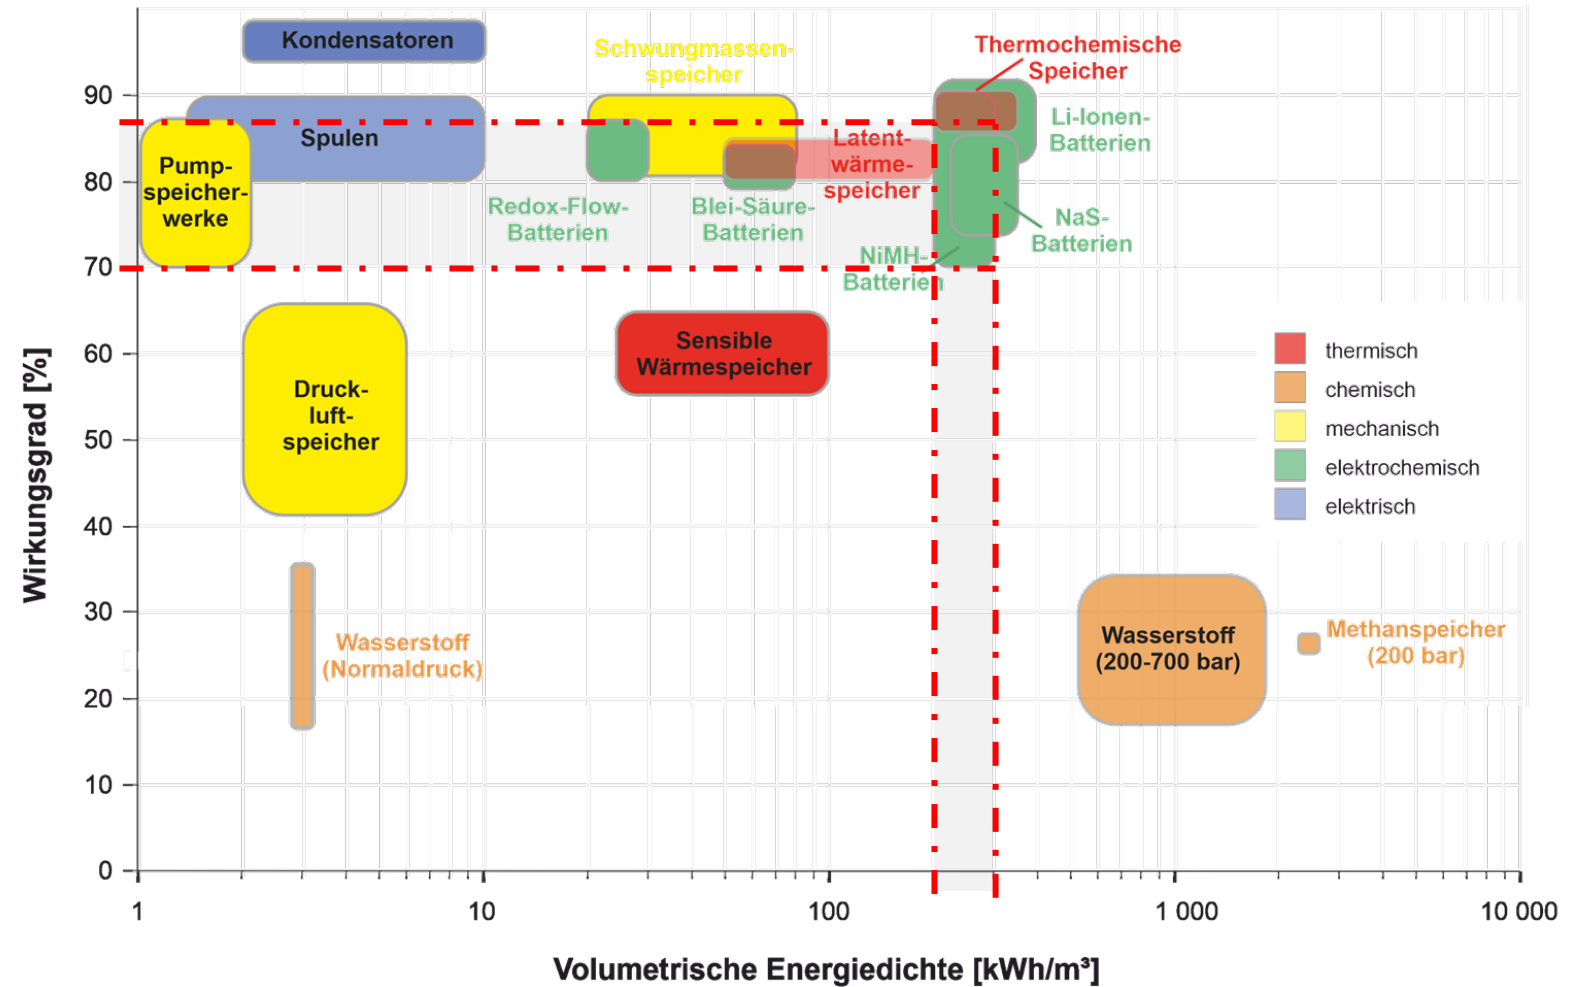 Kondensatoren
Schwungmassen-
speicher
Thermochemische
Speicher
90
Spulen
Li-Ionen-
Batterien
Latent-
wärme-
speicher
Pump-
speicher-
werke
80
Redox-Flow-
Batterien
Blei-Säure-
Batterien
NaS-
Batterien
NiMH-
Batterien
70
Sensible
Wärmespeicher
60
thermisch
Druck-
luft-
speicher
chemisch
mechanisch
50
elektrochemisch
elektrisch
40
30
Wasserstoff
(Normaldruck)
Wasserstoff
(200-700 bar)
Methanspeicher
(200 bar)
20
10
0
Wirkungsgrad [%]
1
10
100
1 000
10 000
Volumetrische Energiedichte [kWh/m³]